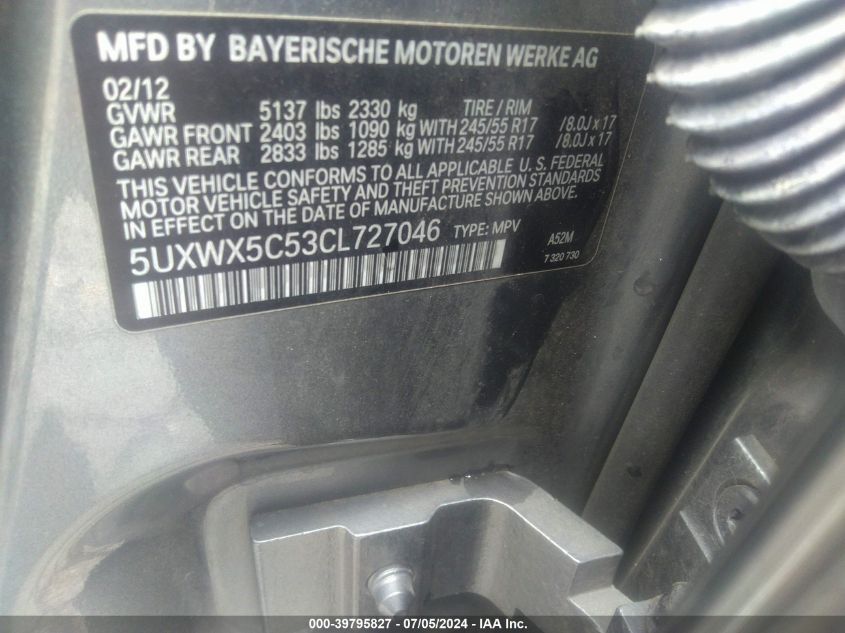 MFD BY BAYERISCHE MOTOREN WERKE AG
02/12
GVWR 5137 lbs 2330 kg TIRE / RIM
GAWR FRONT 2403 lbs 1090 kg WITH 245/55 R17 /8.0J x 17
GAWR REAR 2833 lbs 1285 kg WITH 245/55 R17 /8.0J x 17
THIS VEHICLE CONFORMS TO ALL APPLICABLE U. S. FEDERAL
MOTOR VEHICLE SAFETY AND THEFT PREVENTION STANDARDS
IN EFFECT ON THE DATE OF MANUFACTURE SHOWN ABOVE.
5UXWX5C53CL727046 TYPE: MPV A52M
7 320 730
000-39795827 - 07/05/2024 - IAA Inc.